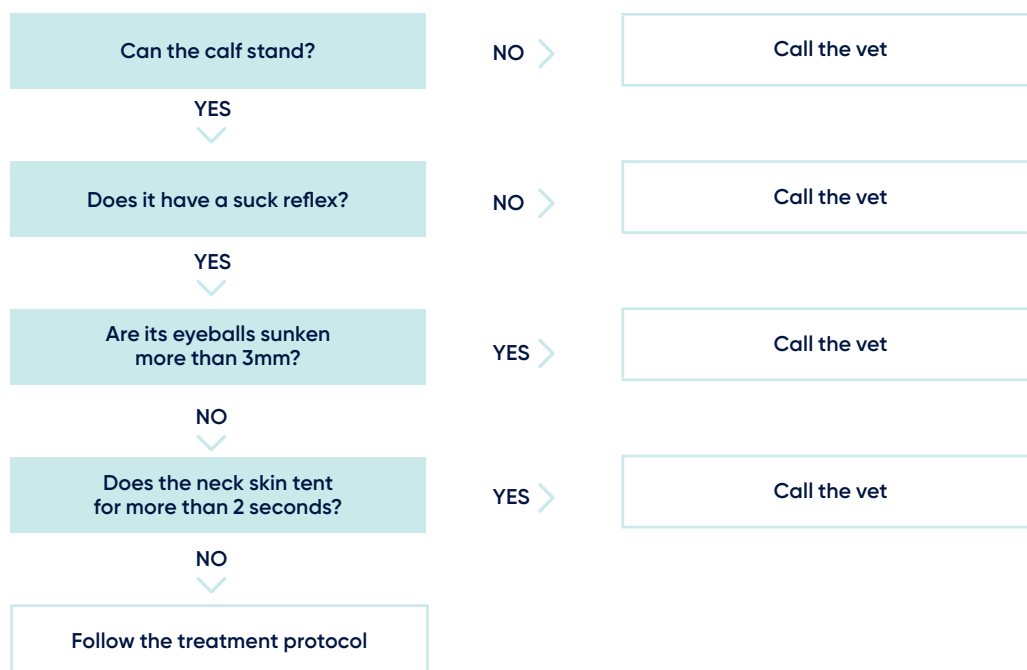 Can the calf stand?
NO
Call the vet
YES
Does it have a suck reflex?
NO
Call the vet
YES
Are its eyeballs sunken
more than 3mm?
YES
Call the vet
NO
Does the neck skin tent
for more than 2 seconds?
YES
Call the vet
NO
Follow the treatment protocol